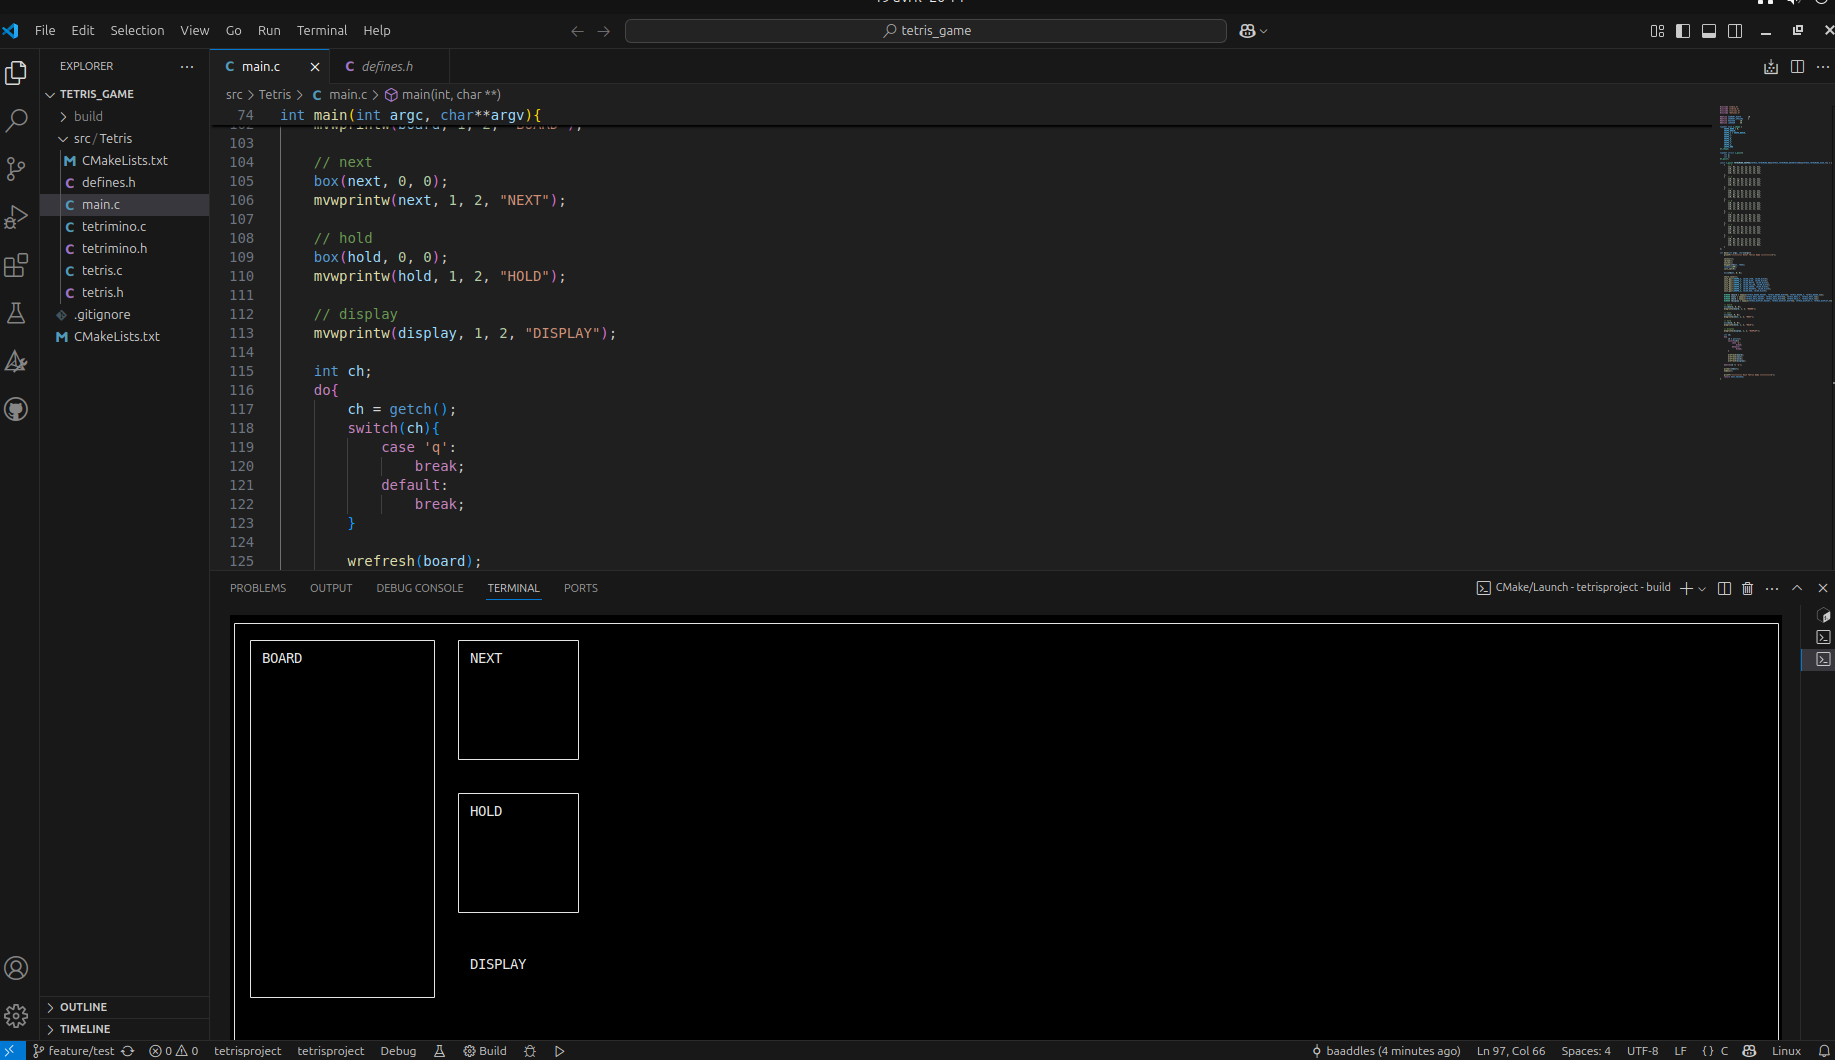 File Edit Selection View Go Run Terminal Help
tetris_game
EXPLORER
TETRIS_GAME
build
src/Tetris
CMakeLists.txt
defines.h
main.c
tetrimino.c
tetrimino.h
tetris.c
tetris.h
.gitignore
CMakeLists.txt
OUTLINE
TIMELINE
main.c defines.h
src > Tetris > C main.c > main(int, char **)
74 int main(int argc, char**argv){
102 mvwprintw(board, 1, 2, "BOARD");
103
104 // next
105 box(next, 0, 0);
106 mvwprintw(next, 1, 2, "NEXT");
107
108 // hold
109 box(hold, 0, 0);
110 mvwprintw(hold, 1, 2, "HOLD");
111
112 // display
113 mvwprintw(display, 1, 2, "DISPLAY");
114
115 int ch;
116 do{
117 ch = getch();
118 switch(ch){
119 case 'q':
120 break;
121 default:
122 break;
123 }
124
125 wrefresh(board);
PROBLEMS OUTPUT DEBUG CONSOLE TERMINAL PORTS
CMake/Launch - tetrisproject - build
BOARD
NEXT
HOLD
DISPLAY
feature/test 0 0 tetrisproject tetrisproject Debug Build baaddles (4 minutes ago) Ln 97, Col 66 Spaces: 4 UTF-8 LF {} C Linux